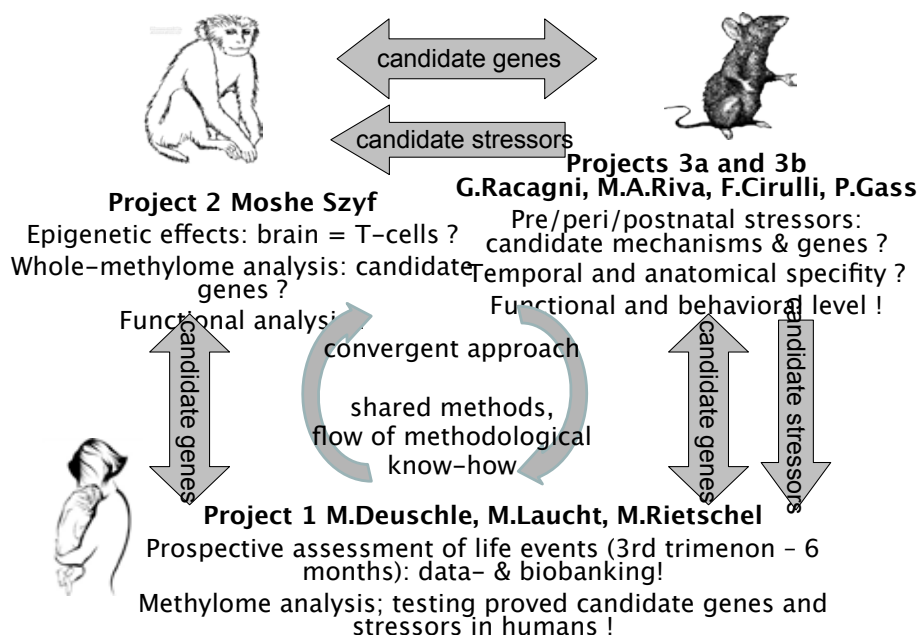 candidate genes
candidate stressors
Projects 3a and 3b
G.Racagni, M.A.Riva, F.Cirulli, P.Gass
Pre/peri/postnatal stressors:
candidate mechanisms & genes ?
Temporal and anatomical specifity ?
Functional and behavioral level !
Project 2 Moshe Szyf
Epigenetic effects: brain = T-cells ?
Whole-methylome analysis: candidate
genes ?
Functional analysis
candidate genes
convergent approach
shared methods,
flow of methodological
know-how
candidate genes
candidate stressors
Project 1 M.Deuschle, M.Laucht, M.Rietschel
Prospective assessment of life events (3rd trimenon – 6
months): data- & biobanking!
Methylome analysis; testing proved candidate genes and
stressors in humans !